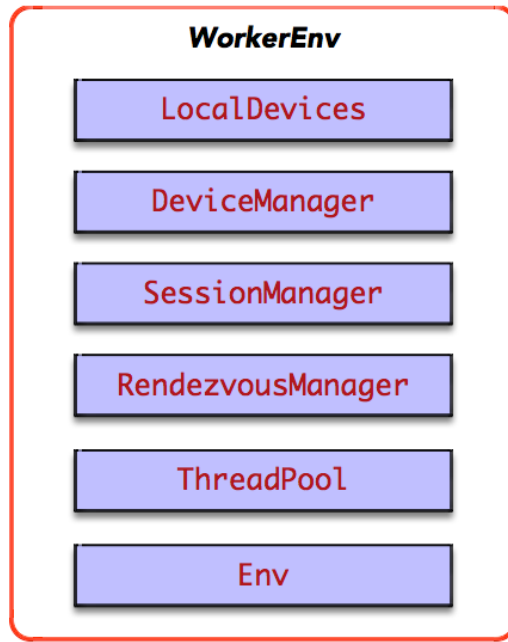 WorkerEnv
LocalDevices
DeviceManager
SessionManager
RendezvousManager
ThreadPool
Env